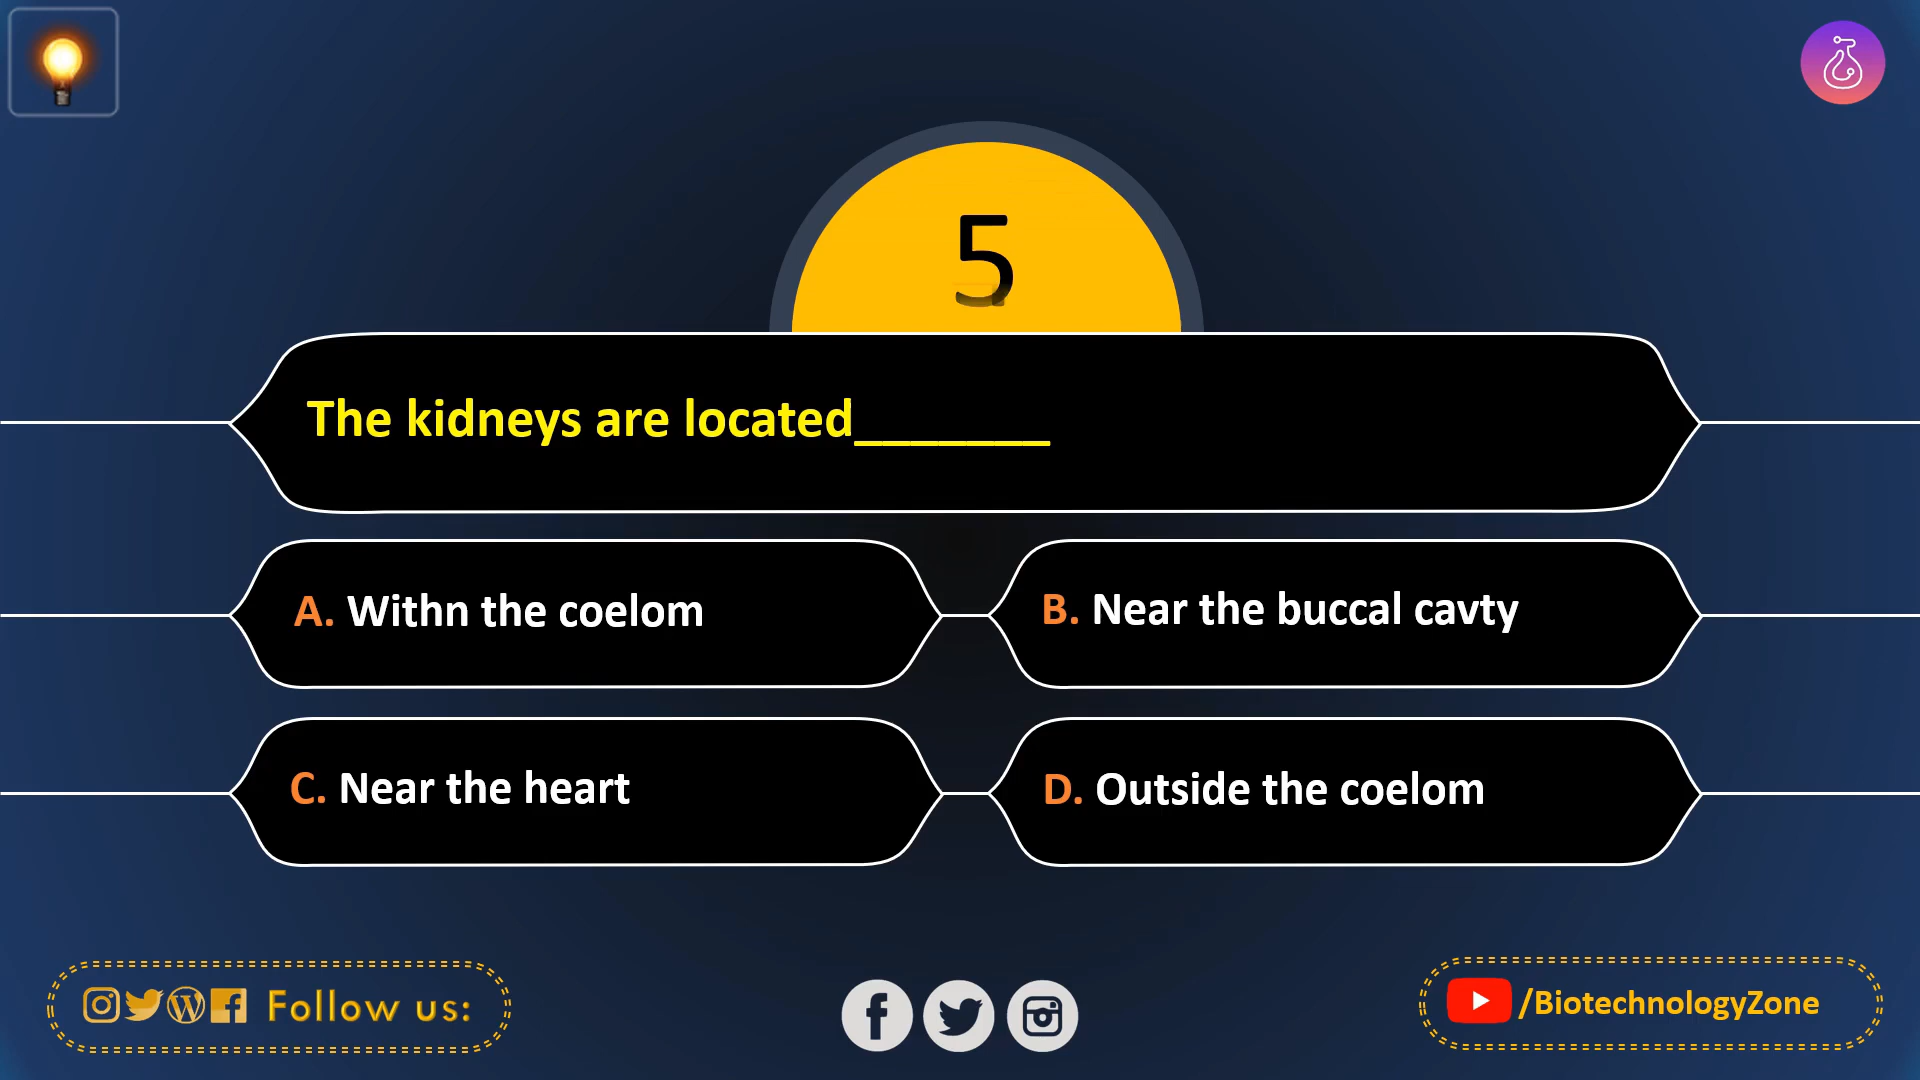 5
The kidneys are located_______
A. Withn the coelom
B. Near the buccal cavty
C. Near the heart
D. Outside the coelom
Follow us:
/BiotechnologyZone